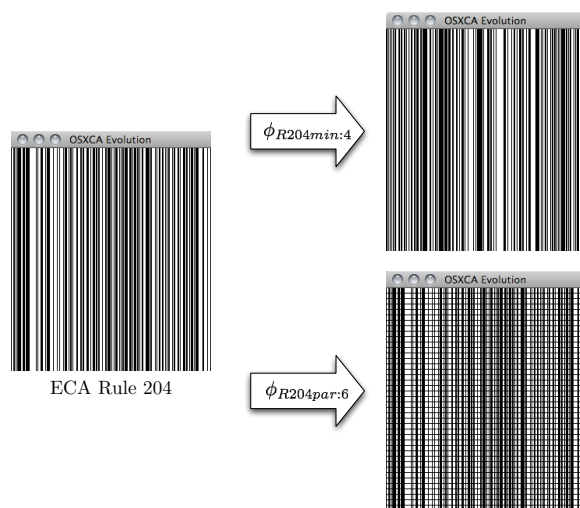 OSXCA Evolution
ϕR204min:4
OSXCA Evolution
OSXCA Evolution
ECA Rule 204
ϕR204par:6